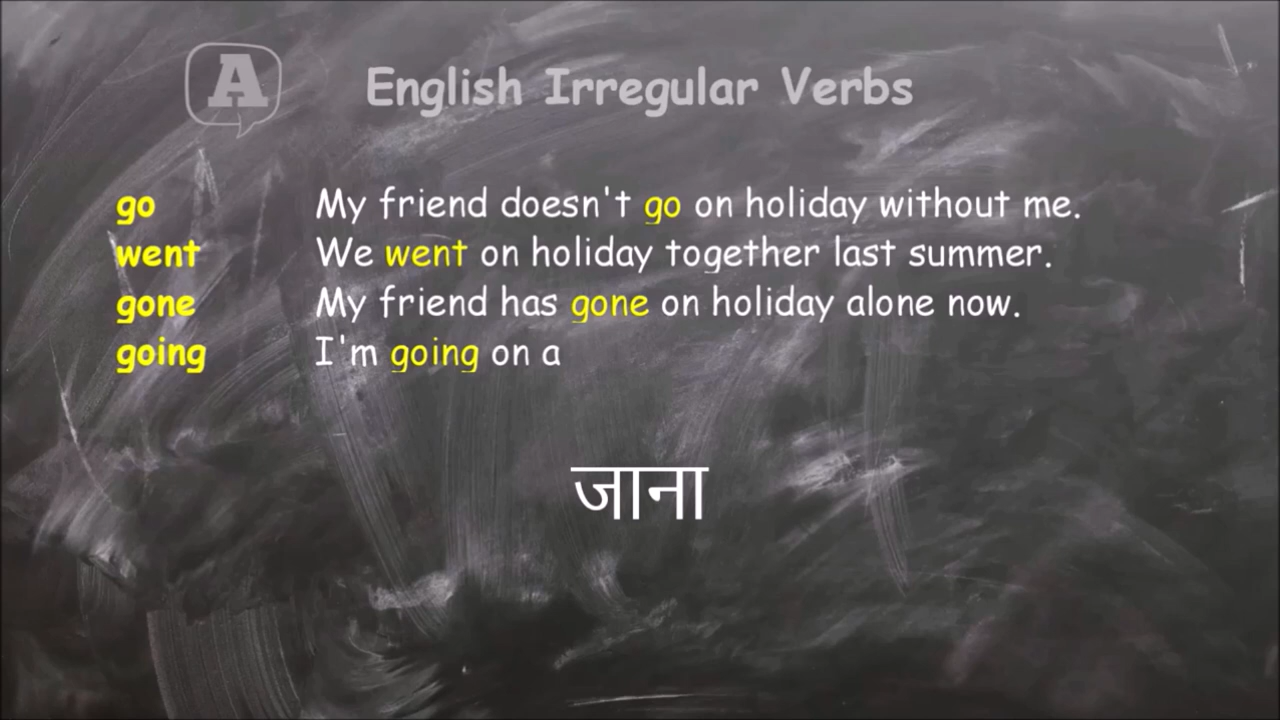 A
English Irregular Verbs
go My friend doesn't go on holiday without me.
went We went on holiday together last summer.
gone My friend has gone on holiday alone now.
going I'm going on a
जाना